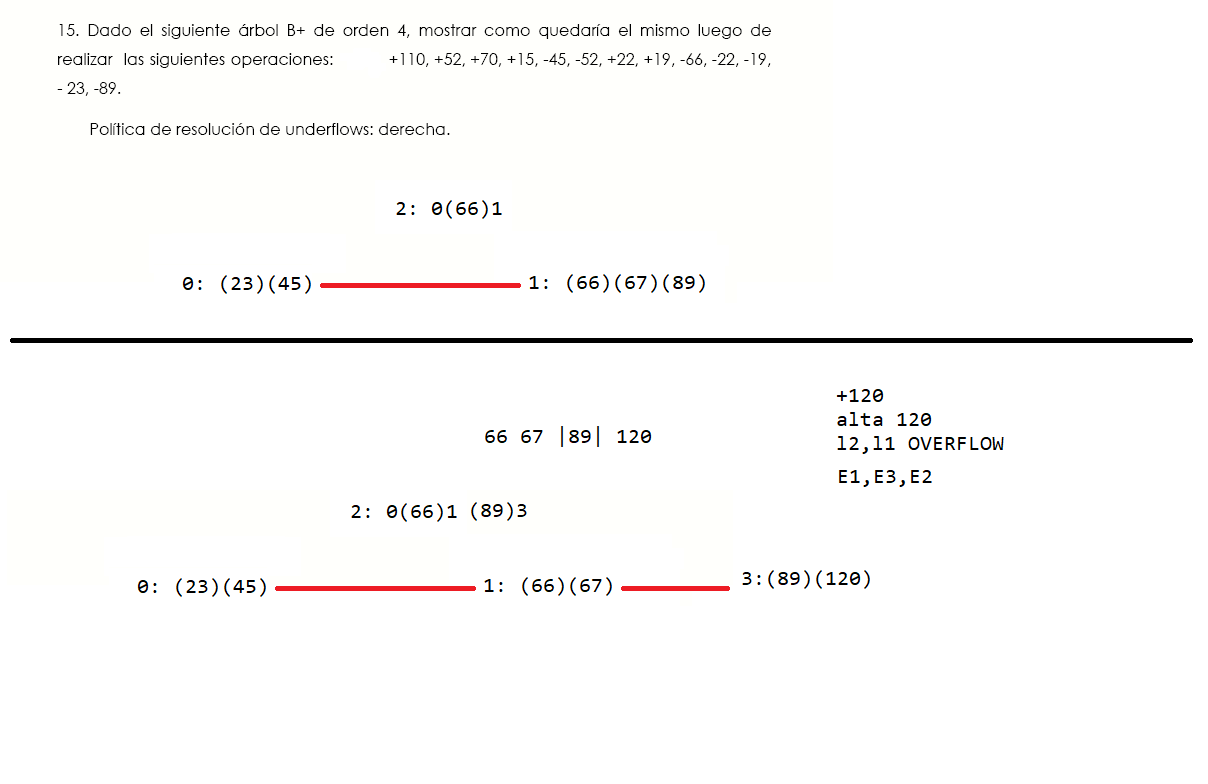 15. Dado el siguiente árbol B+ de orden 4, mostrar como quedaría el mismo luego de
realizar las siguientes operaciones: +110, +52, +70, +15, -45, -52, +22, +19, -66, -22, -19,
- 23, -89.
Política de resolución de underflows: derecha.
2: 0(66)1
0: (23)(45)
1: (66)(67)(89)
+120
alta 120
66 67 |89| 120
l2,l1 OVERFLOW
E1,E3,E2
2: 0(66)1 (89)3
0: (23)(45)
1: (66)(67)
3:(89)(120)